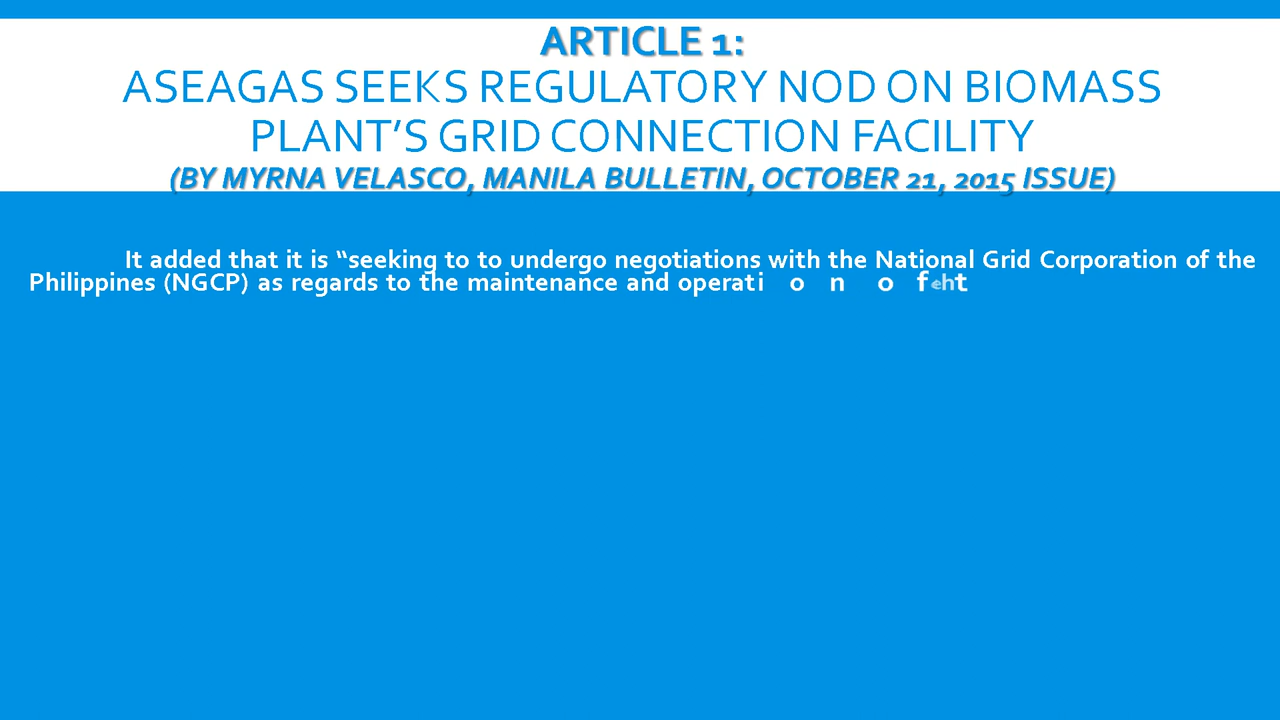 ARTICLE 1:
ASEAGAS SEEKS REGULATORY NOD ON BIOMASS
PLANT’S GRID CONNECTION FACILITY
(BY MYRNA VELASCO, MANILA BULLETIN, OCTOBER 21, 2015 ISSUE)
It added that it is “seeking to to undergo negotiations with the National Grid Corporation of the
Philippines (NGCP) as regards to the maintenance and operation of